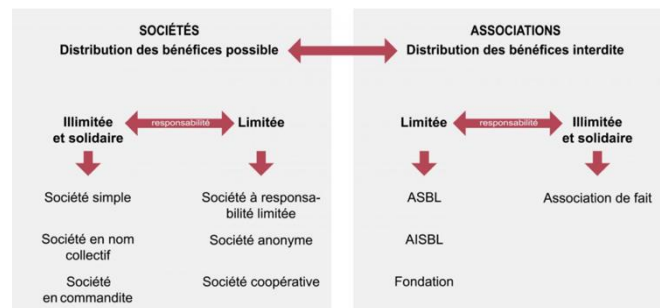 SOCIÉTÉS
Distribution des bénéfices possible
Illimitée
et solidaire
responsabilité
Limitée
Société simple
Société en nom
collectif
Société
en commandite
Société à responsa-
bilité limitée
Société anonyme
Société coopérative
ASSOCIATIONS
Distribution des bénéfices interdite
Limitée
responsabilité
Illimitée
et solidaire
ASBL
AISBL
Fondation
Association de fait